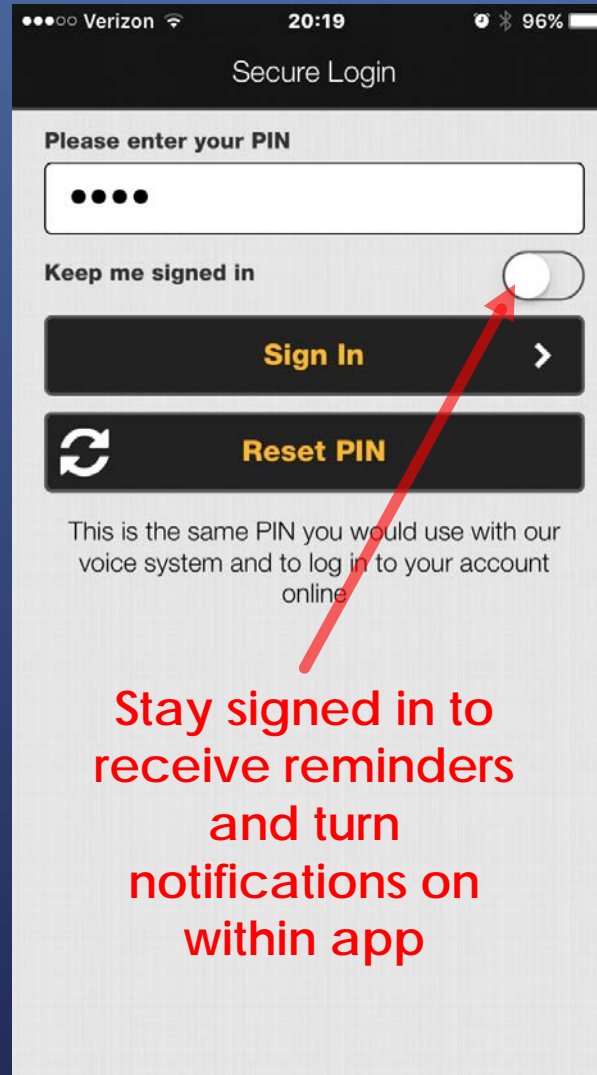 ●●●○○ Verizon 20:19 96%
Secure Login
Please enter your PIN
●●●●
Keep me signed in
Sign In
Reset PIN
This is the same PIN you would use with our
voice system and to log in to your account
online
Stay signed in to
receive reminders
and turn
notifications on
within app